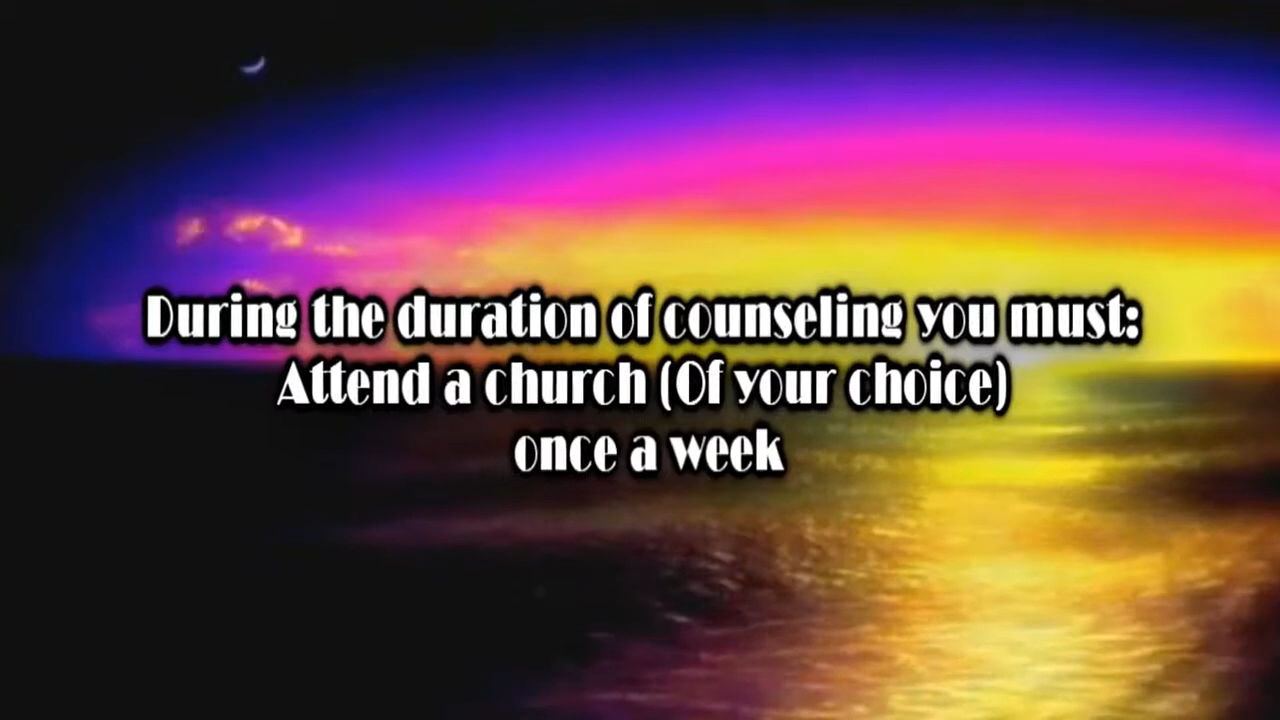 During the duration of counseling you must:
Attend a church (Of your choice)
once a week